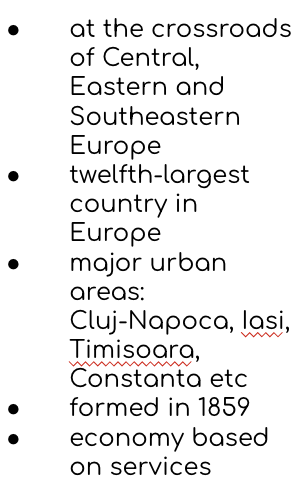 ● at the crossroads
of Central,
Eastern and
Southeastern
Europe
● twelfth-largest
country in
Europe
● major urban
areas:
Cluj-Napoca, Iasi,
Timisoara,
Constanta etc
● formed in 1859
● economy based
on services